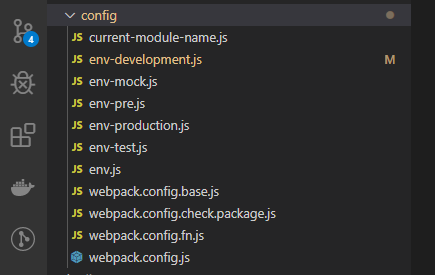 config
4
JS current-module-name.js
JS env-development.js M
JS env-mock.js
JS env-pre.js
JS env-production.js
JS env-test.js
JS env.js
JS webpack.config.base.js
JS webpack.config.check.package.js
JS webpack.config.fn.js
webpack.config.js